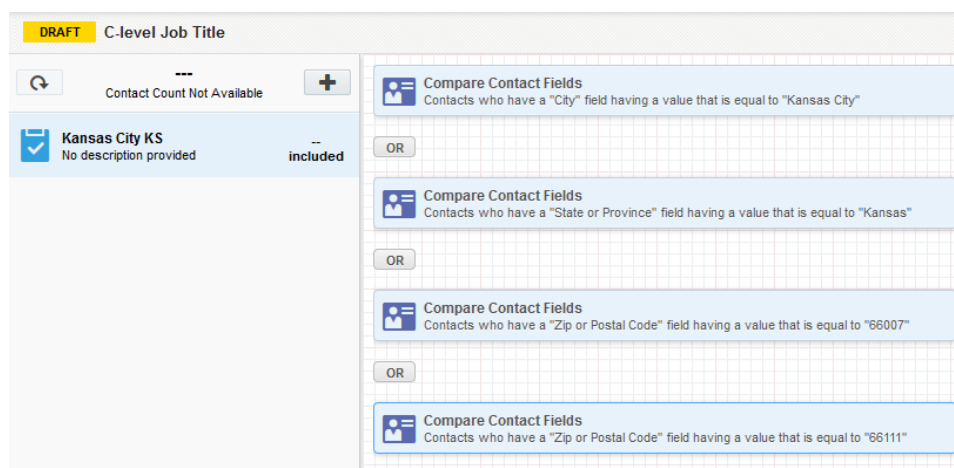 DRAFT C-level Job Title
---
Contact Count Not Available
Kansas City KS
No description provided
--
included
Compare Contact Fields
Contacts who have a "City" field having a value that is equal to "Kansas City"
OR
Compare Contact Fields
Contacts who have a "State or Province" field having a value that is equal to "Kansas"
OR
Compare Contact Fields
Contacts who have a "Zip or Postal Code" field having a value that is equal to "66007"
OR
Compare Contact Fields
Contacts who have a "Zip or Postal Code" field having a value that is equal to "66111"